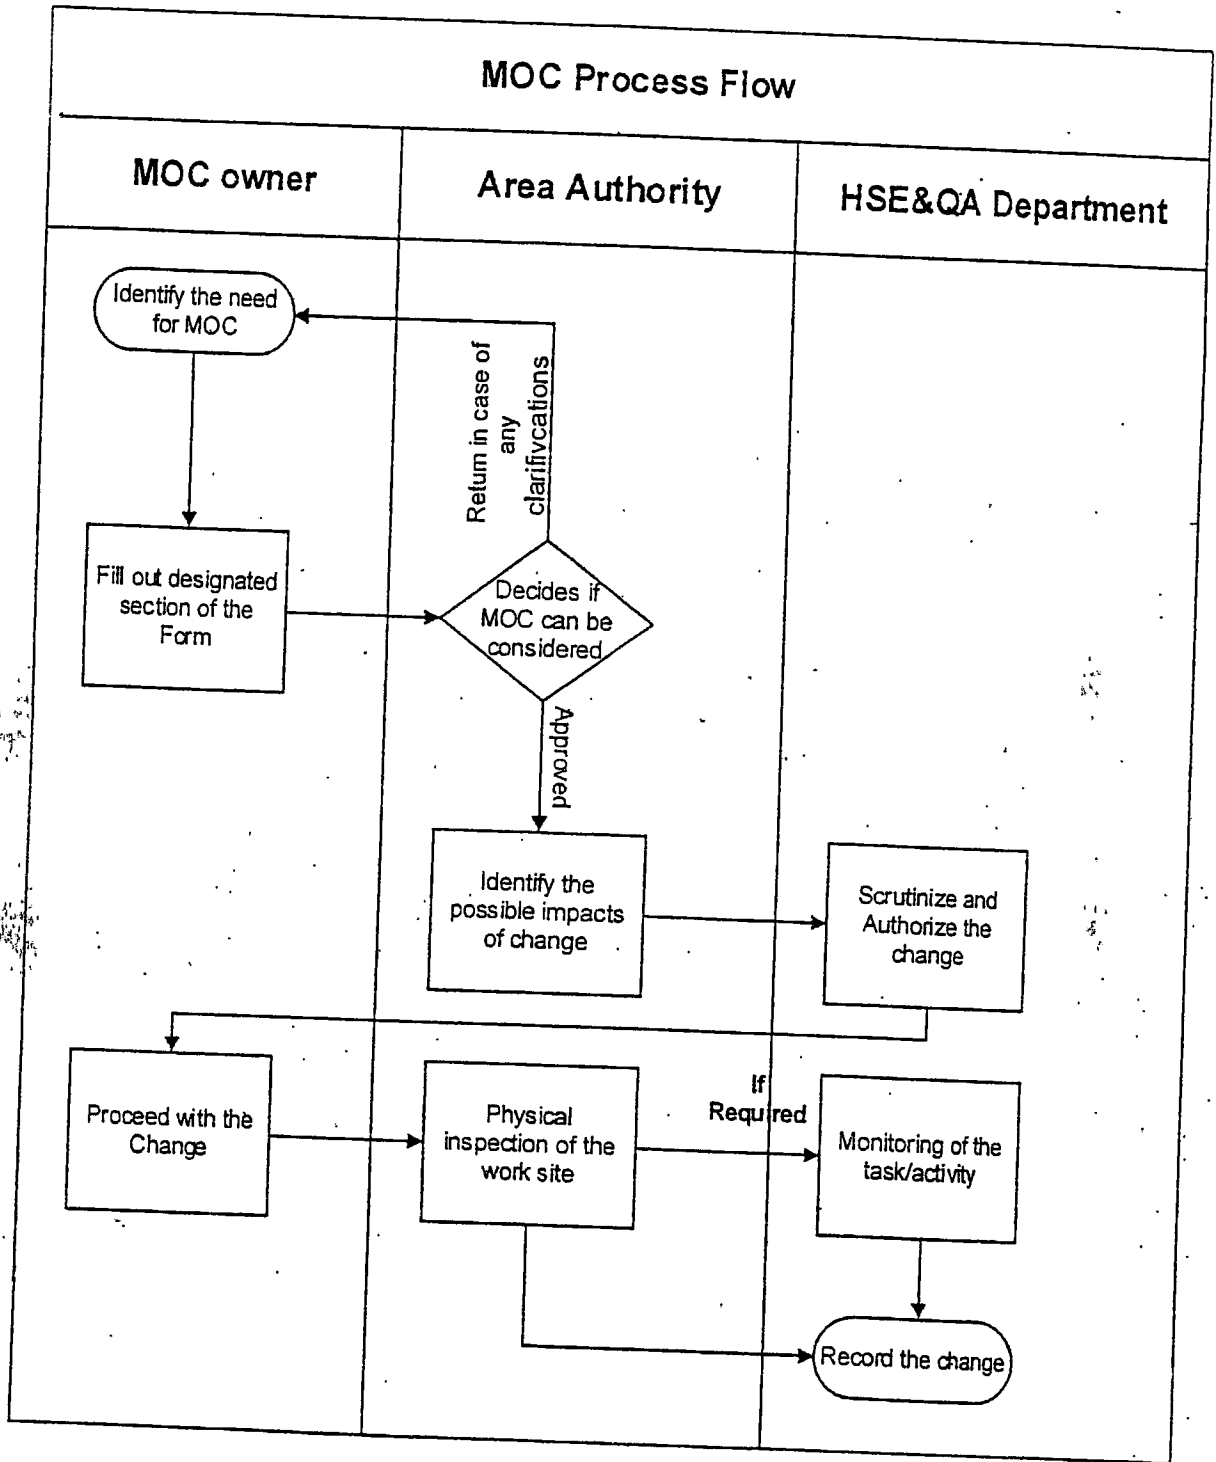 MOC Process Flow
MOC owner
Area Authority
HSE&QA Department
Identify the need
for MOC
Return in case of
any
clarifivcations
Fill out designated
section of the
Form
Decides if
MOC can be
considered
Approved
Identify the
possible impacts
of change
Scrutinize and
Authorize the
change
Proceed with the
Change
Physical
inspection of the
work site
If
Required
Monitoring of the
task/activity
Record the change